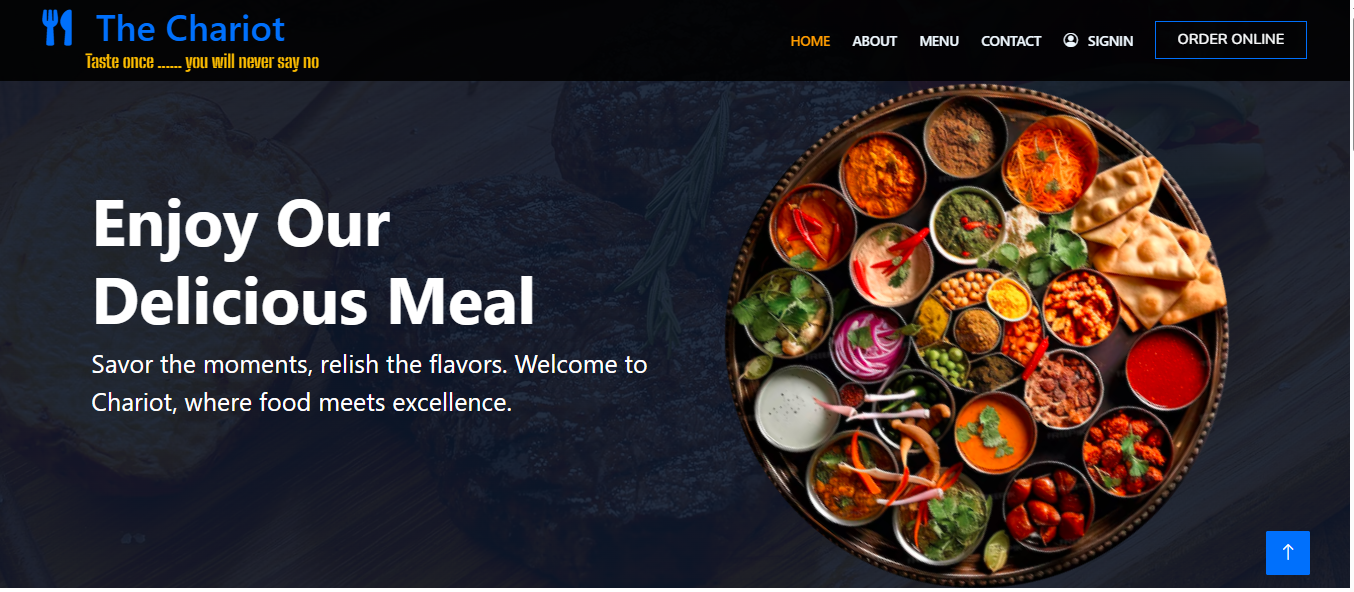 The Chariot
Taste once ...... you will never say no
HOME ABOUT MENU CONTACT SIGNIN ORDER ONLINE
Enjoy Our
Delicious Meal
Savor the moments, relish the flavors. Welcome to
Chariot, where food meets excellence.